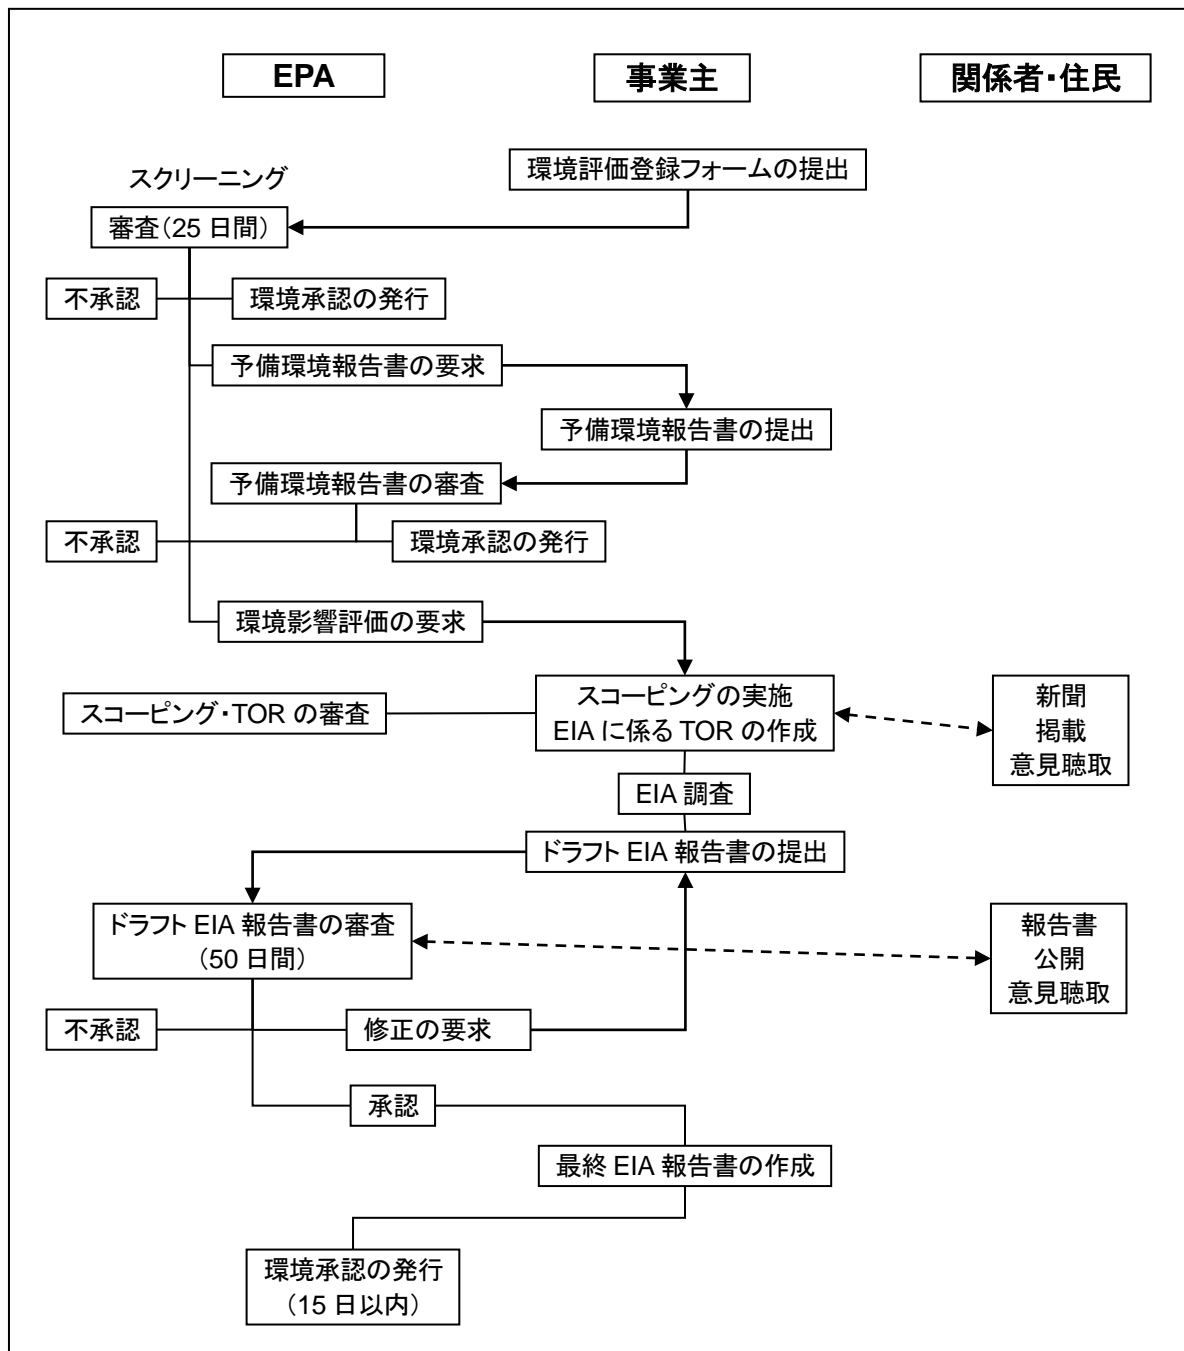 EPA
事業主
関係者・住民
環境評価登録フォームの提出
スクリーニング
審査（25 日間）
不承認
環境承認の発行
予備環境報告書の要求
予備環境報告書の提出
予備環境報告書の審査
不承認
環境承認の発行
環境影響評価の要求
スコーピング・TOR の審査
スコーピングの実施
EIA に係る TOR の作成
新聞
掲載
意見聴取
EIA 調査
ドラフト EIA 報告書の提出
ドラフト EIA 報告書の審査
（50 日間）
報告書
公開
意見聴取
不承認
修正の要求
承認
最終 EIA 報告書の作成
環境承認の発行
（15 日以内）